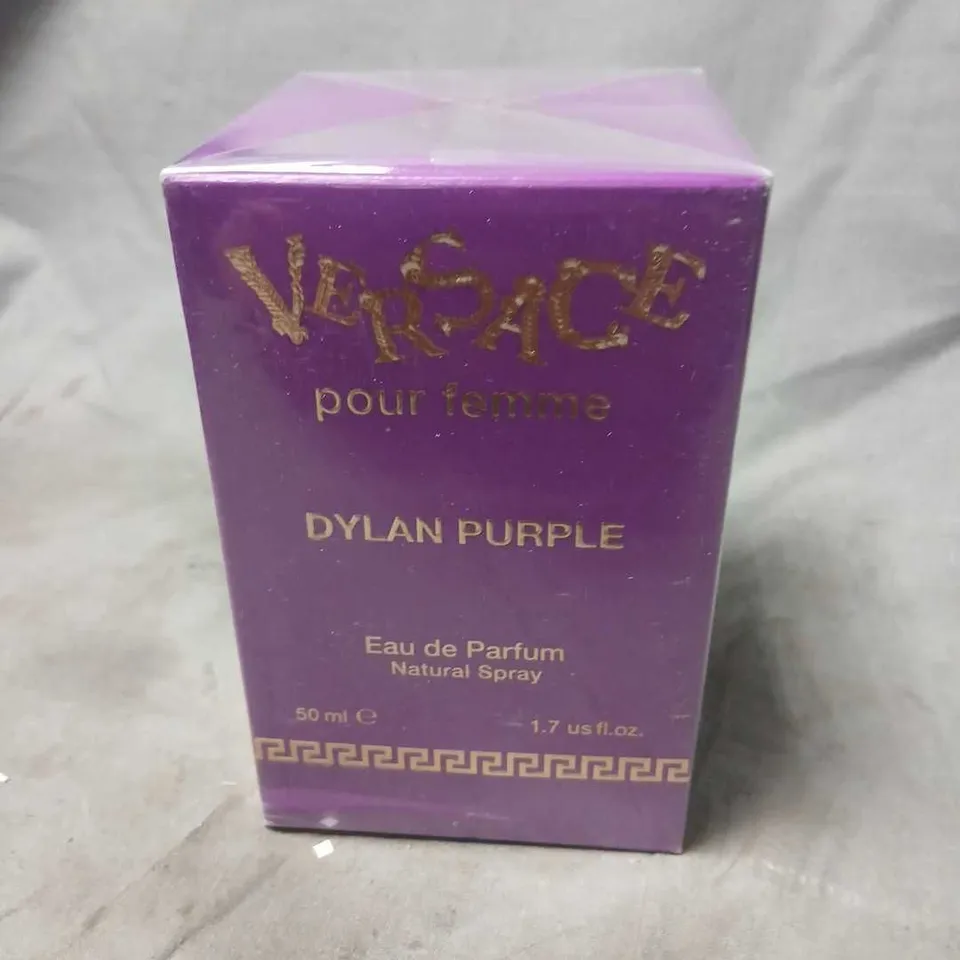 VERSACE
pour femme
DYLAN PURPLE
Eau de Parfum
Natural Spray
50 ml ℮
1.7 us fl.oz.